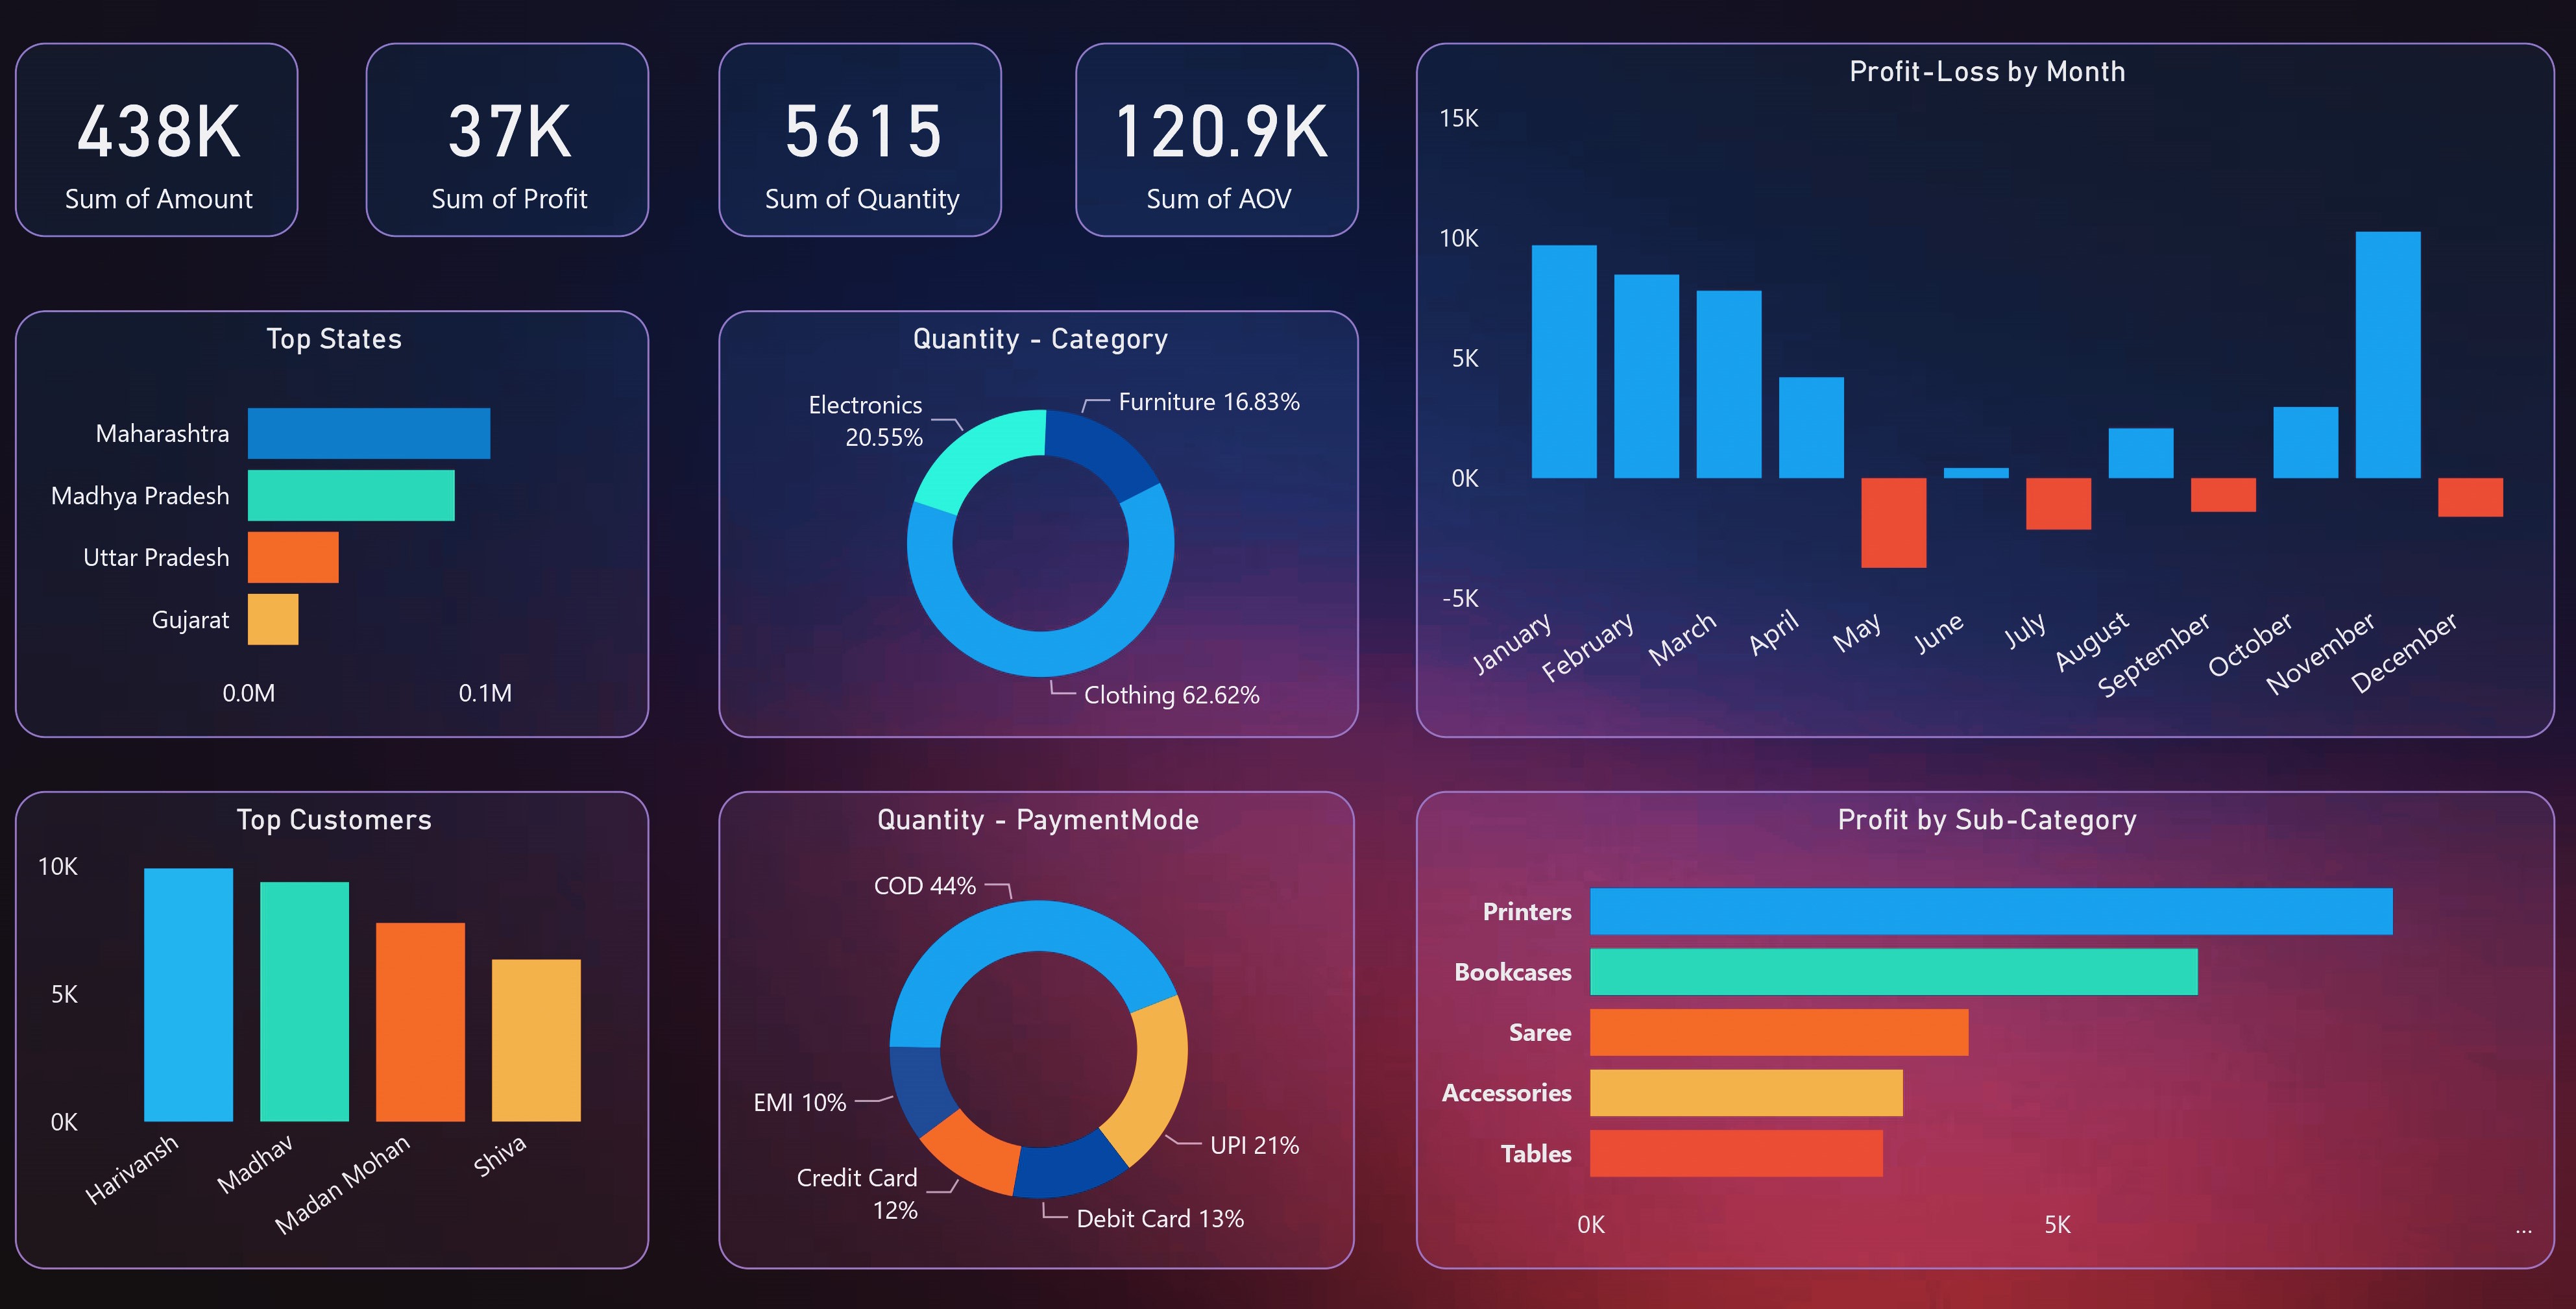 438K
Sum of Amount
37K
Sum of Profit
5615
Sum of Quantity
120.9K
Sum of AOV
Profit-Loss by Month
15K
10K
5K
0K
-5K
January
February
March
April
May
June
July
August
September
October
November
December
Top States
Maharashtra
Madhya Pradesh
Uttar Pradesh
Gujarat
0.0M
0.1M
Quantity - Category
Electronics
20.55%
Furniture 16.83%
Clothing 62.62%
Top Customers
10K
5K
0K
Harivansh
Madhav
Madan Mohan
Shiva
Quantity - PaymentMode
COD 44%
EMI 10%
UPI 21%
Credit Card
12%
Debit Card 13%
Profit by Sub-Category
Printers
Bookcases
Saree
Accessories
Tables
0K
5K
...